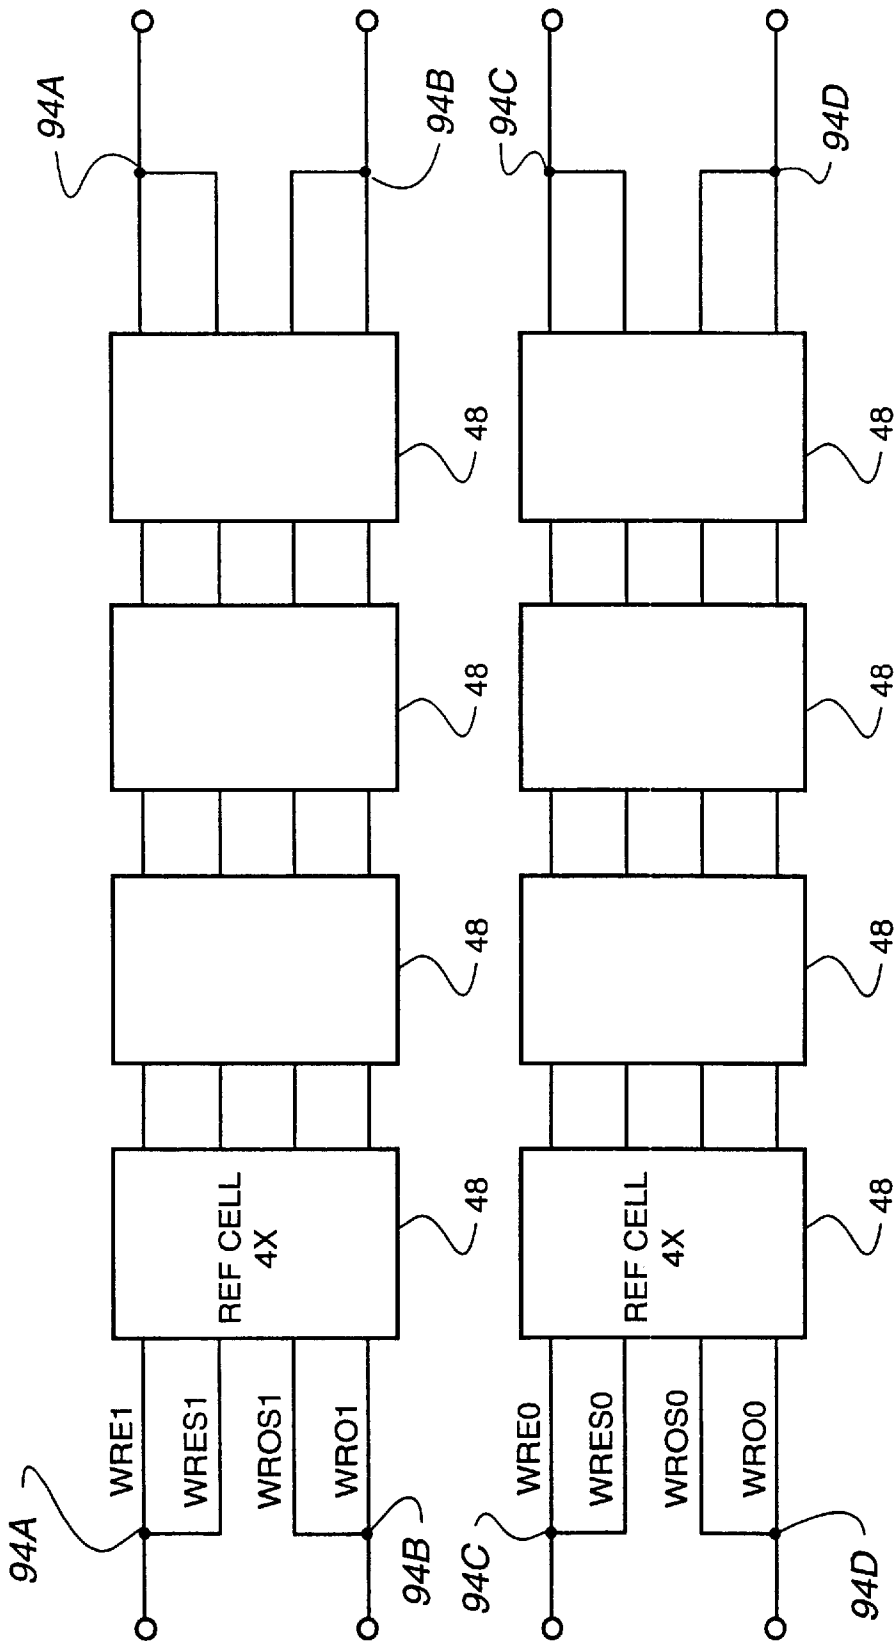 94A
94B
94C
94D
48
48
48
48
48
48
REF CELL
4X
48
REF CELL
4X
48
WRE1
WRES1
WROS1
WRO1
WRE0
WRES0
WROS0
WRO0
94A
94B
94C
94D